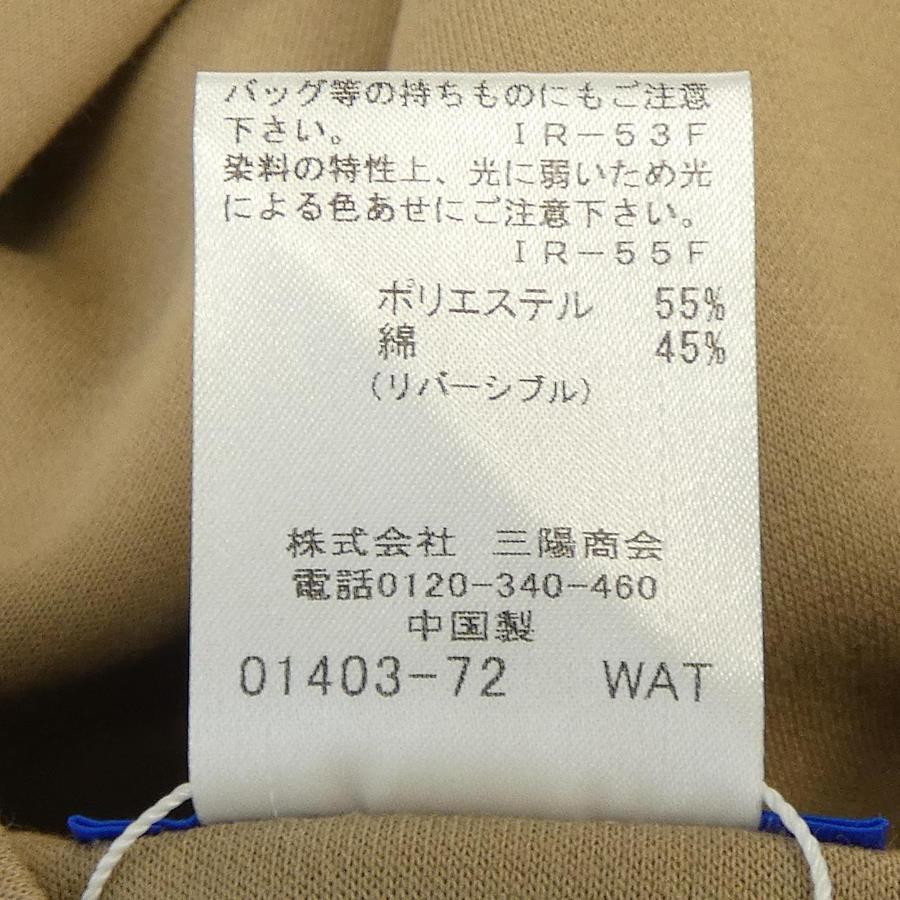 バッグ等の持ちものにもご注意
下さい。 IR-53F
染料の特性上、光に弱いため光
による色あせにご注意下さい。
IR-55F
ポリエステル 55%
綿 45%
(リバーシブル)
株式会社 三陽商会
電話0120-340-460
中国製
01403-72 WAT